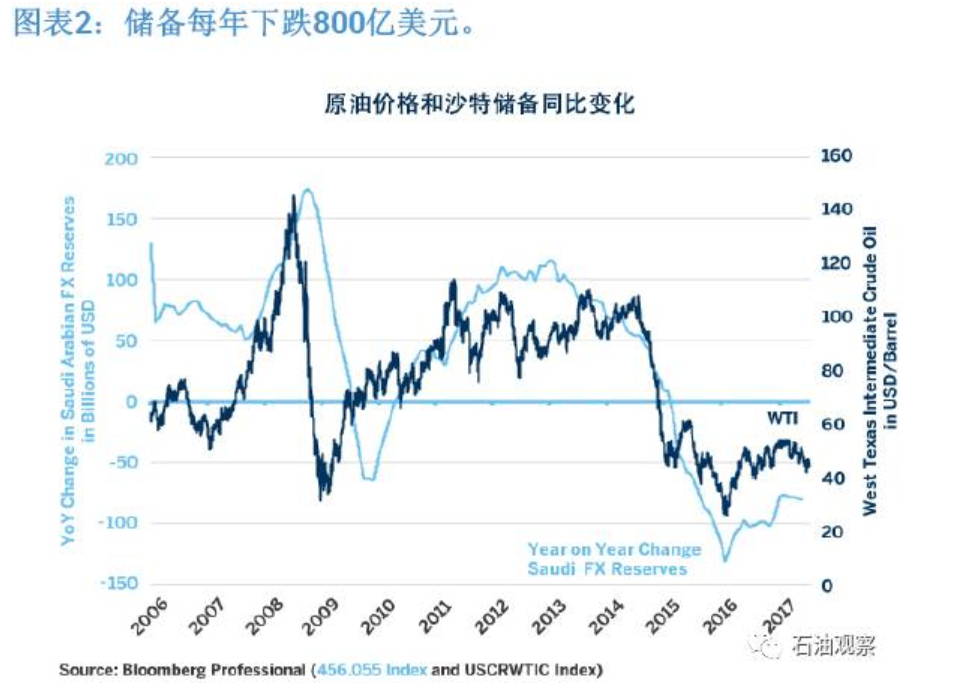 图表2：储备每年下跌800亿美元。
原油价格和沙特储备同比变化
YoY Change in Saudi Arabian FX Reserves
in Billions of USD
200
150
100
50
0
-50
-100
-150
160
140
120
100
80
60
40
20
0
West Texas Intermediate Crude Oil
in USD/Barrel
WTI
Year on Year Change
Saudi FX Reserves
2006
2007
2008
2009
2010
2011
2012
2013
2014
2015
2016
2017
石油观察
Source: Bloomberg Professional (456.055 Index and USCRWTIC Index)